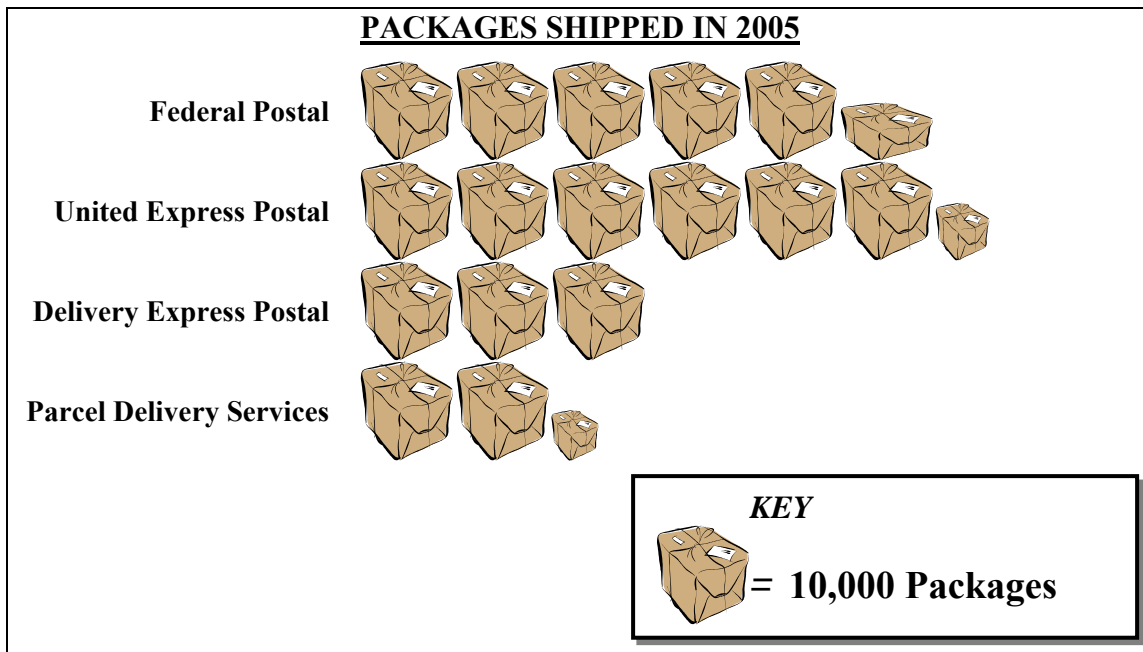 PACKAGES SHIPPED IN 2005
Federal Postal
United Express Postal
Delivery Express Postal
Parcel Delivery Services
KEY
= 10,000 Packages